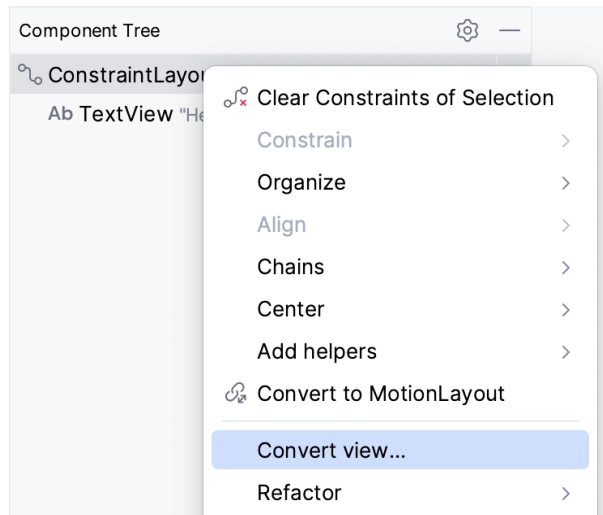 Component Tree
ConstraintLayou
Ab TextView "He
Clear Constraints of Selection
Constrain
Organize
Align
Chains
Center
Add helpers
Convert to MotionLayout
Convert view...
Refactor